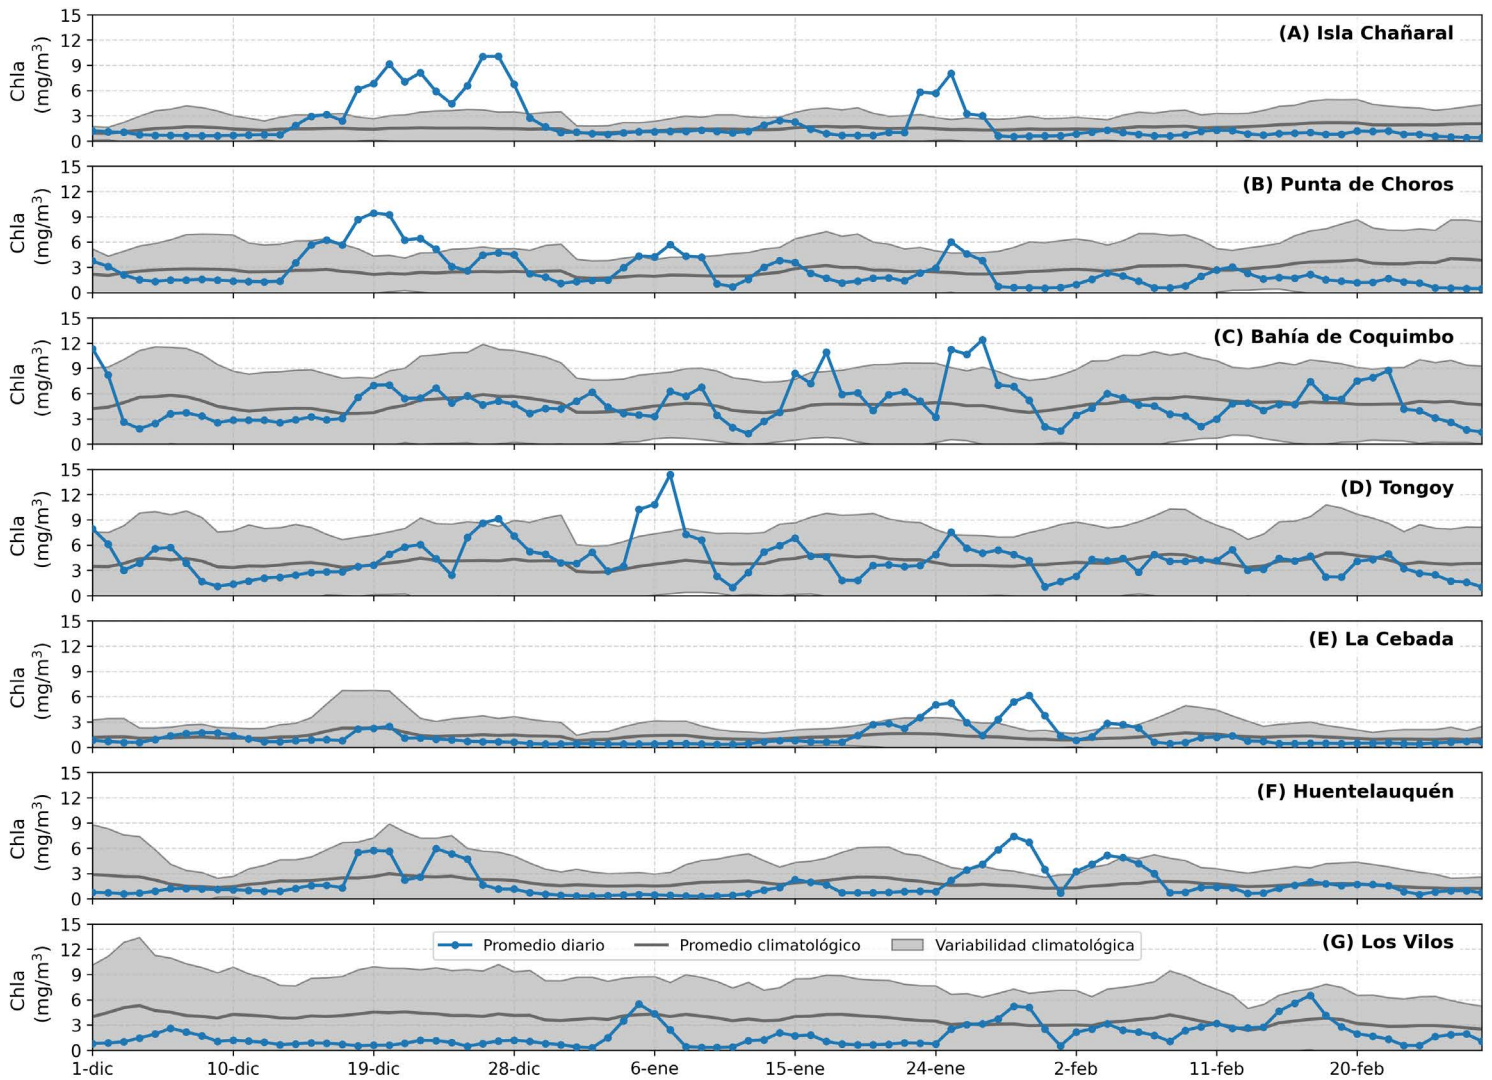 (A) Isla Chañaral
Chla
(mg/m³)
15
12
9
6
3
0
(B) Punta de Choros
Chla
(mg/m³)
15
12
9
6
3
0
(C) Bahía de Coquimbo
Chla
(mg/m³)
15
12
9
6
3
0
(D) Tongoy
Chla
(mg/m³)
15
12
9
6
3
0
(E) La Cebada
Chla
(mg/m³)
15
12
9
6
3
0
(F) Huentelauquén
Chla
(mg/m³)
15
12
9
6
3
0
(G) Los Vilos
Promedio diario Promedio climatológico Variabilidad climatológica
Chla
(mg/m³)
15
12
9
6
3
0
1-dic 10-dic 19-dic 28-dic 6-ene 15-ene 24-ene 2-feb 11-feb 20-feb